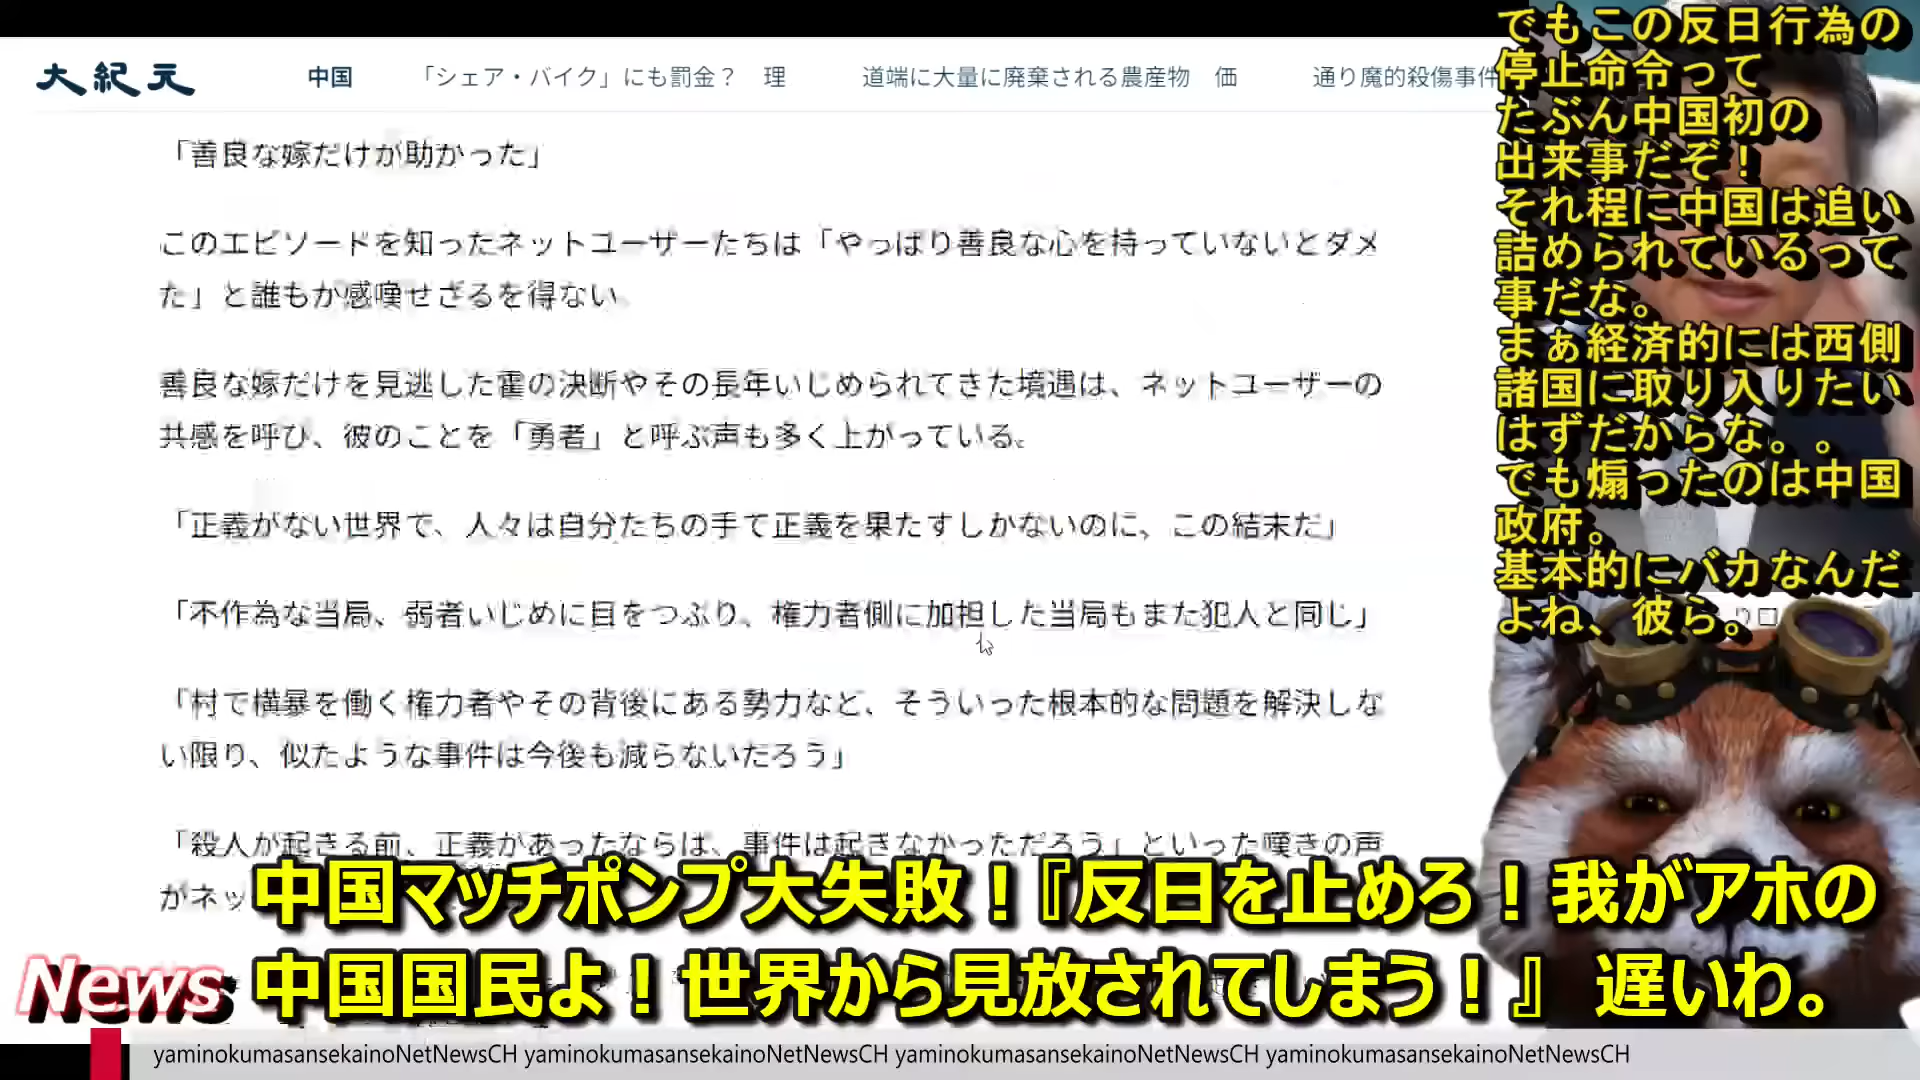 大紀元
中国 「シェア・バイク」にも罰金？ 理 道端に大量に廃棄される農産物 価 通り魔的殺傷事件
「善良な嫁だけが助かった」
このエピソードを知ったネットユーザーたちは「やっぱり善良な心を持っていないとダメ
だ」と誰もが感嘆せざるを得ない。
善良な嫁だけを見逃した霍の決断やその長年いじめられてきた境遇は、ネットユーザーの
共感を呼び、彼のことを「勇者」と呼ぶ声も多く上がっている。
「正義がない世界で、人々は自分たちの手で正義を果たすしかないのに、この結末だ」
「不作為な当局、弱者いじめに目をつぶり、権力者側に加担した当局もまた犯人と同じ」
「村で横暴を働く権力者やその背後にある勢力など、そういった根本的な問題を解決しな
い限り、似たような事件は今後も減らないだろう」
「殺人が起きる前、正義があったならば、事件は起きなかっただろう」といった嘆きの声
がネッ
でもこの反日行為の
停止命令って
たぶん中国初の
出来事だぞ！
それ程に中国は追い
詰められているって
事だな。
まぁ経済的には西側
諸国に取り入りたい
はずだからな。。
でも煽ったのは中国
政府。
基本的にバカなんだ
よね、彼ら。
中国マッチポンプ大失敗！『反日を止めろ！我がアホの
中国国民よ！世界から見放されてしまう！』 遅いわ。
News
yaminokumasansekainoNetNewsCH yaminokumasansekainoNetNewsCH yaminokumasansekainoNetNewsCH yaminokumasansekainoNetNewsCH